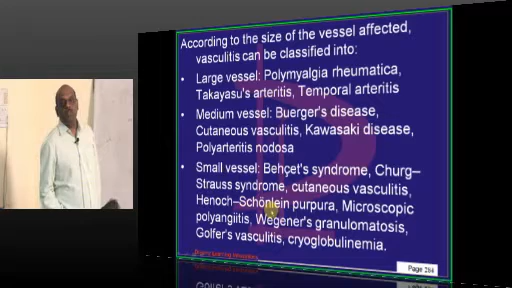 According to the size of the vessel affected,
vasculitis can be classified into:
• Large vessel: Polymyalgia rheumatica,
Takayasu's arteritis, Temporal arteritis
• Medium vessel: Buerger's disease,
Cutaneous vasculitis, Kawasaki disease,
Polyarteritis nodosa
• Small vessel: Behçet's syndrome, Churg–
Strauss syndrome, cutaneous vasculitis,
Henoch–Schönlein purpura, Microscopic
polyangiitis, Wegener's granulomatosis,
Golfer's vasculitis, cryoglobulinemia.
Page 284